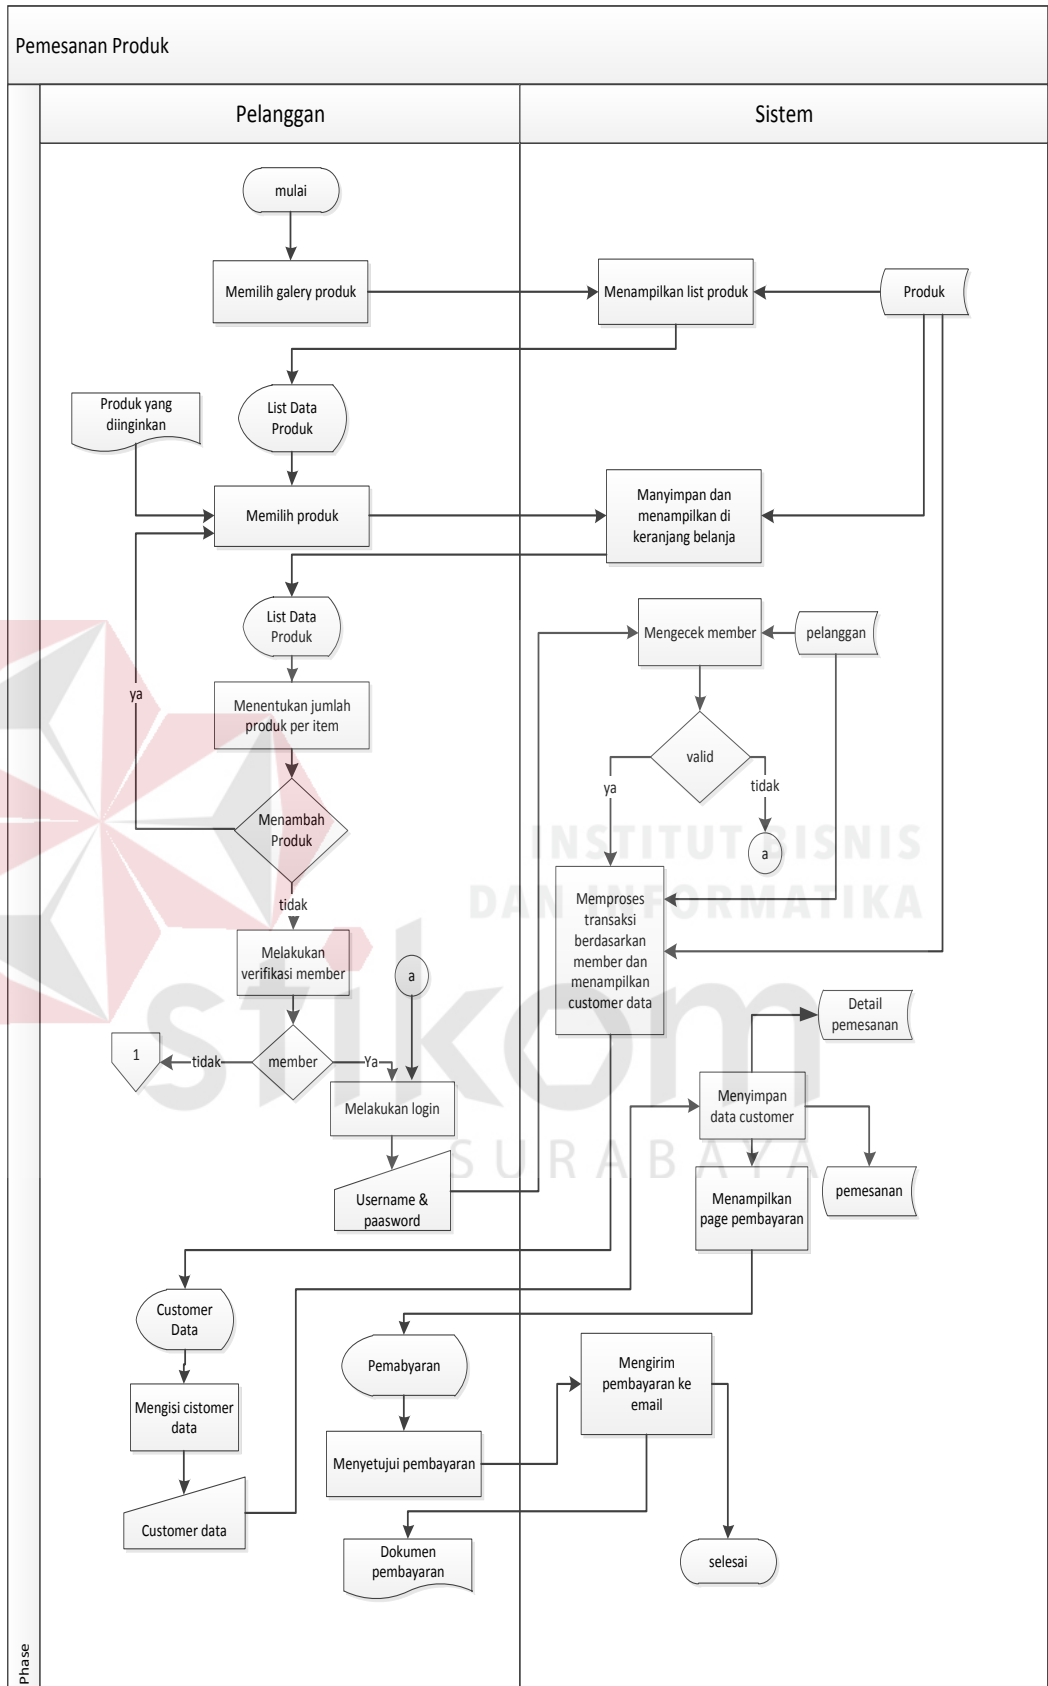 Pemesanan Produk
Pelanggan
Sistem
mulai
Memilih galery produk
Menampilkan list produk
Produk
List Data
Produk
Produk yang
diinginkan
Memilih produk
Manyimpan dan
menampilkan di
keranjang belanja
List Data
Produk
Mengecek member
pelanggan
ya
Menentukan jumlah
produk per item
valid
ya
tidak
a
Menambah
Produk
INSTITUT BISNIS
DAN INFORMATIKA
tidak
Memproses
transaksi
berdasarkan
member dan
menampilkan
customer data
Melakukan
verifikasi member
a
stikom
SURABAYA
Detail
pemesanan
1
tidak
member
Ya
Melakukan login
Menyimpan
data customer
Username &
paasword
Menampilkan
page pembayaran
pemesanan
Customer
Data
Pemabyaran
Mengirim
pembayaran ke
email
Mengisi cistomer
data
Menyetujui pembayaran
Customer data
Dokumen
pembayaran
selesai
Phase